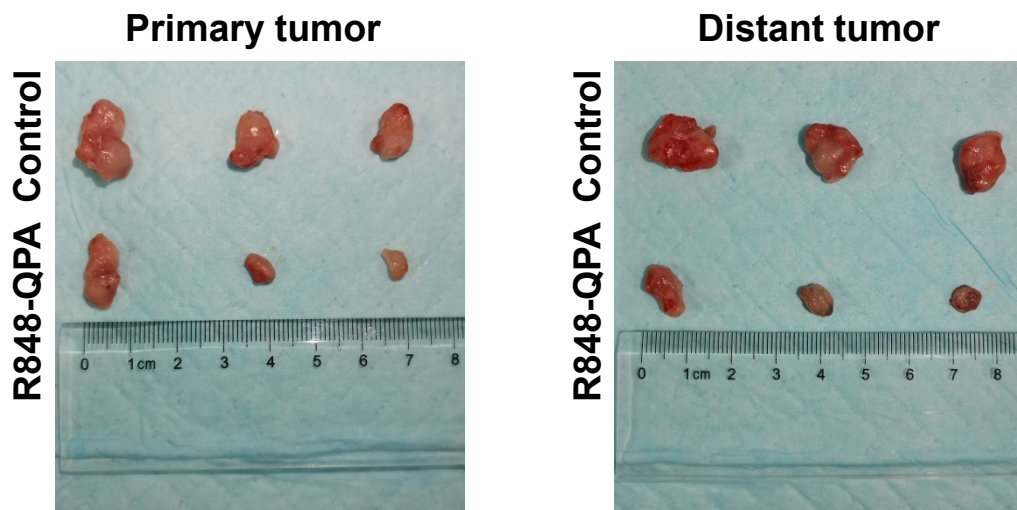 Primary tumor
Distant tumor
Control
R848-QPA
0 1cm 2 3 4 5 6 7 8
Control
R848-QPA
0 1cm 2 3 4 5 6 7 8